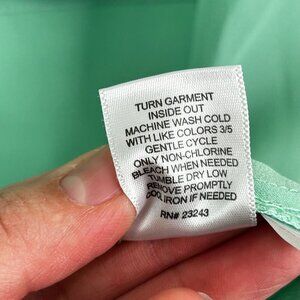 TURN GARMENT
INSIDE OUT
MACHINE WASH COLD
WITH LIKE COLORS 3/5
GENTLE CYCLE
ONLY NON-CHLORINE
BLEACH WHEN NEEDED
TUMBLE DRY LOW
REMOVE PROMPTLY
COOL IRON IF NEEDED
RN# 23243